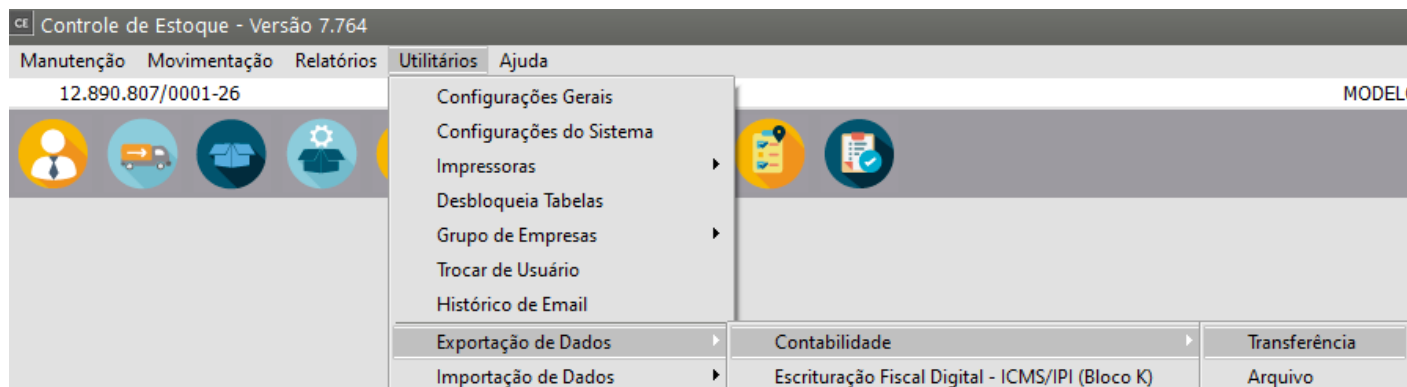 CE Controle de Estoque - Versão 7.764
Manutenção Movimentação Relatórios Utilitários Ajuda
12.890.807/0001-26 MODEL
Configurações Gerais
Configurações do Sistema
Impressoras
Desbloqueia Tabelas
Grupo de Empresas
Trocar de Usuário
Histórico de Email
Exportação de Dados Contabilidade Transferência
Importação de Dados Escrituração Fiscal Digital - ICMS/IPI (Bloco K) Arquivo